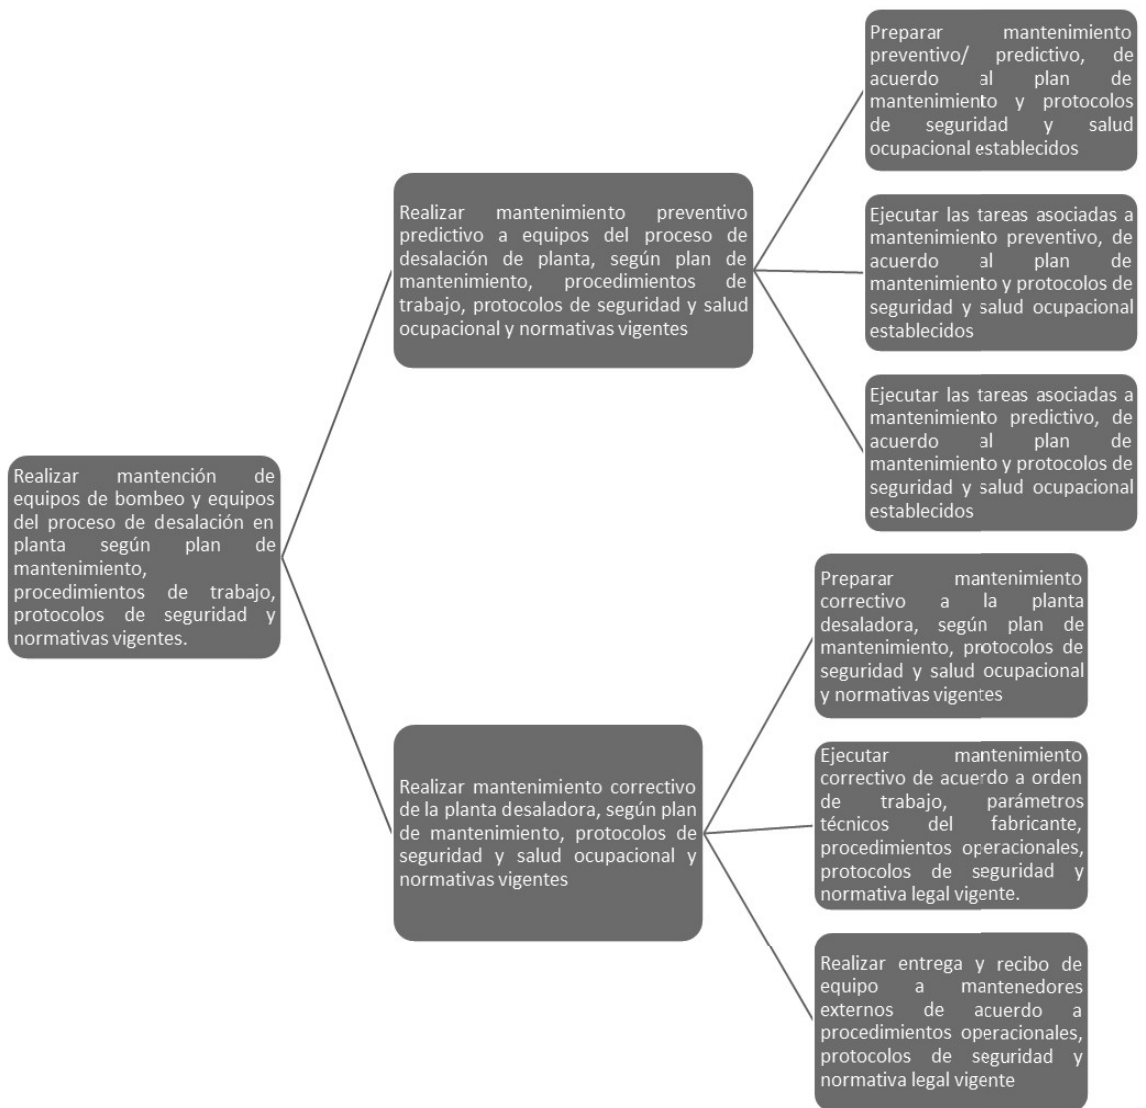 Realizar mantención de
equipos de bombeo y equipos
del proceso de desalación en
planta según plan de
mantenimiento,
procedimientos de trabajo,
protocolos de seguridad y
normativas vigentes.
Realizar mantenimiento preventivo
predictivo a equipos del proceso de
desalación de planta, según plan de
mantenimiento, procedimientos de
trabajo, protocolos de seguridad y salud
ocupacional y normativas vigentes
Preparar mantenimiento
preventivo/ predictivo, de
acuerdo al plan de
mantenimiento y protocolos
de seguridad y salud
ocupacional establecidos
Ejecutar las tareas asociadas a
mantenimiento preventivo, de
acuerdo al plan de
mantenimiento y protocolos de
seguridad y salud ocupacional
establecidos
Ejecutar las tareas asociadas a
mantenimiento predictivo, de
acuerdo al plan de
mantenimiento y protocolos de
seguridad y salud ocupacional
establecidos
Realizar mantenimiento correctivo
de la planta desaladora, según plan
de mantenimiento, protocolos de
seguridad y salud ocupacional y
normativas vigentes
Preparar mantenimiento
correctivo a la planta
desaladora, según plan de
mantenimiento, protocolos de
seguridad y salud ocupacional
y normativas vigentes
Ejecutar mantenimiento
correctivo de acuerdo a orden
de trabajo, parámetros
técnicos del fabricante,
procedimientos operacionales,
protocolos de seguridad y
normativa legal vigente.
Realizar entrega y recibo de
equipo a mantenedores
externos de acuerdo a
procedimientos operacionales,
protocolos de seguridad y
normativa legal vigente